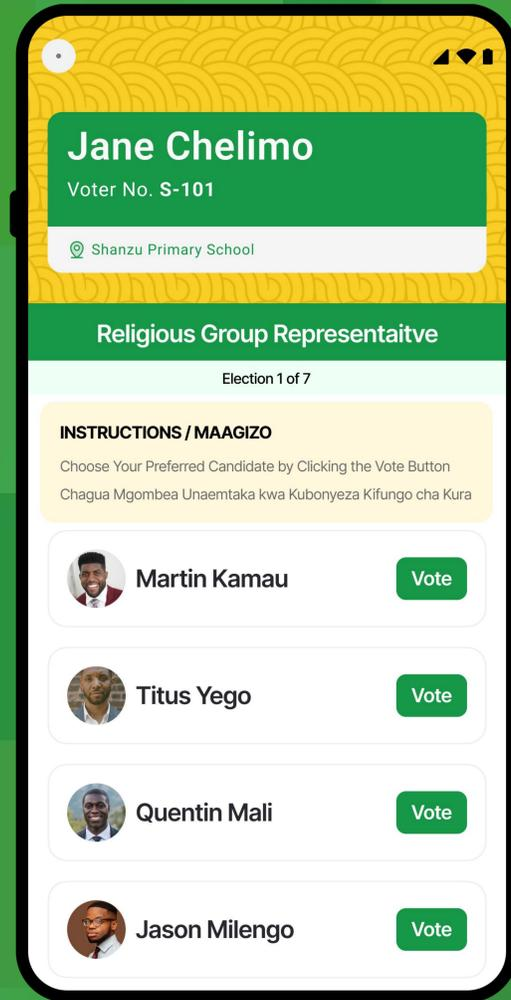 Jane Chelimo
Voter No. S-101
Shanzu Primary School
Religious Group Representaitve
Election 1 of 7
INSTRUCTIONS / MAAGIZO
Choose Your Preferred Candidate by Clicking the Vote Button
Chagua Mgombea Unaemtaka kwa Kubonyeza Kifungo cha Kura
Martin Kamau Vote
Titus Yego Vote
Quentin Mali Vote
Jason Milengo Vote